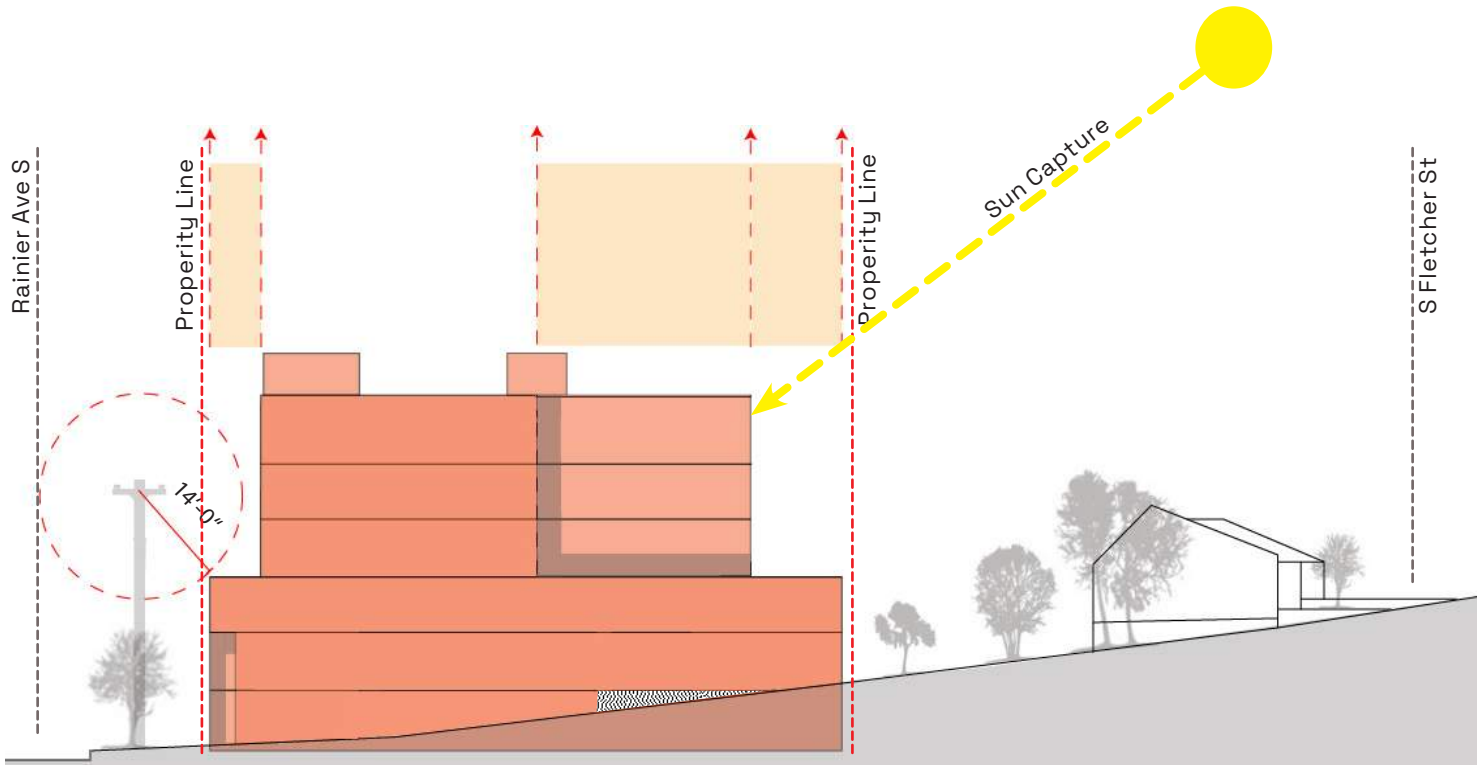 Rainier Ave S
Properity Line
14'-0"
Properity Line
Sun Capture
S Fletcher St